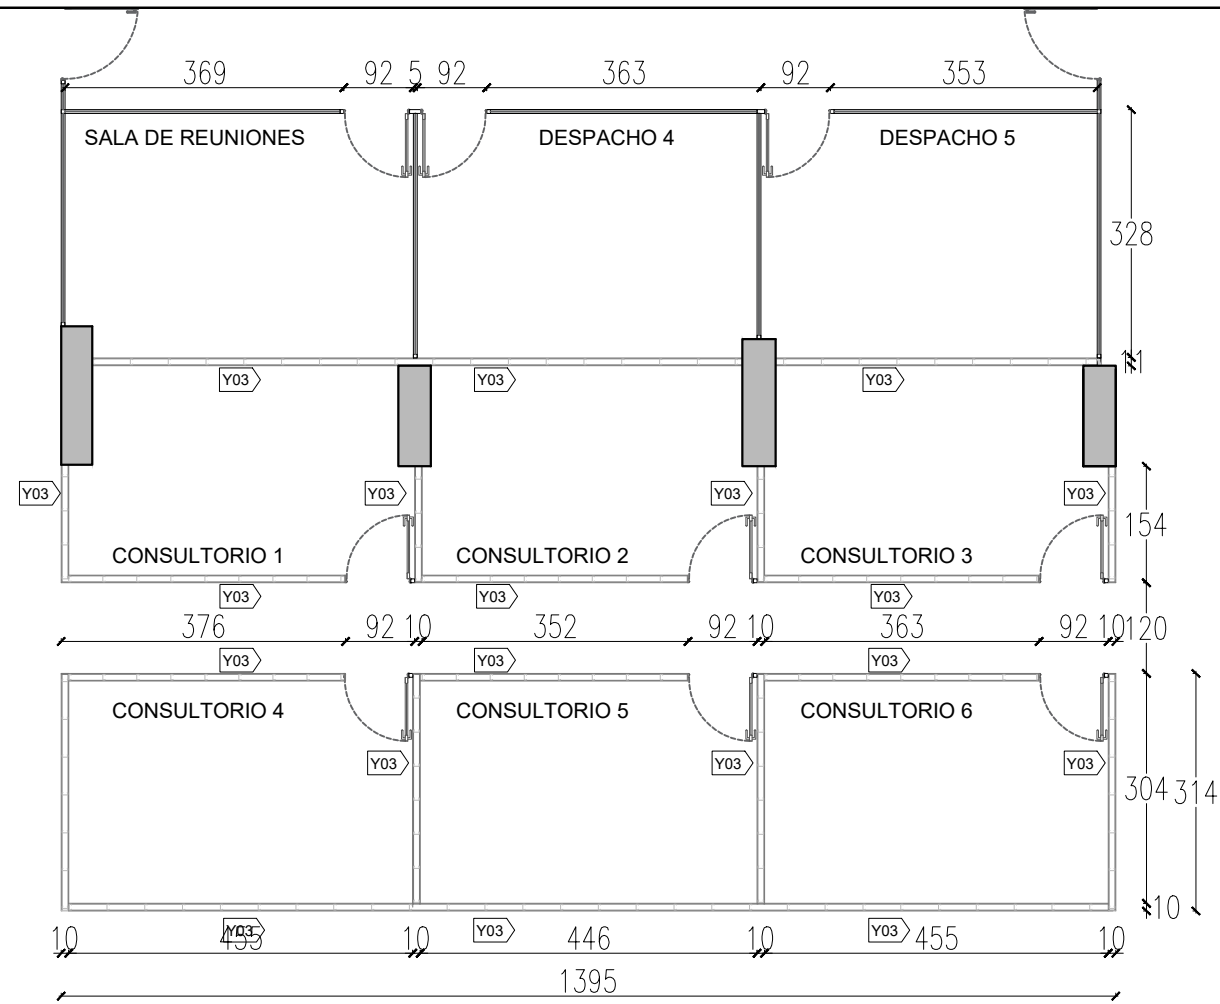 369 92 5 92 363 92 353
SALA DE REUNIONES DESPACHO 4 DESPACHO 5
328
11
Y03 Y03 Y03
Y03 Y03 Y03 Y03
154
CONSULTORIO 1 CONSULTORIO 2 CONSULTORIO 3
Y03 Y03 Y03
376 92 10 352 92 10 363 92 10 120
Y03 Y03 Y03
CONSULTORIO 4 CONSULTORIO 5 CONSULTORIO 6
Y03 Y03 Y03
304 314
10
Y03 Y03 Y03
10 455 10 446 10 455 10
1395